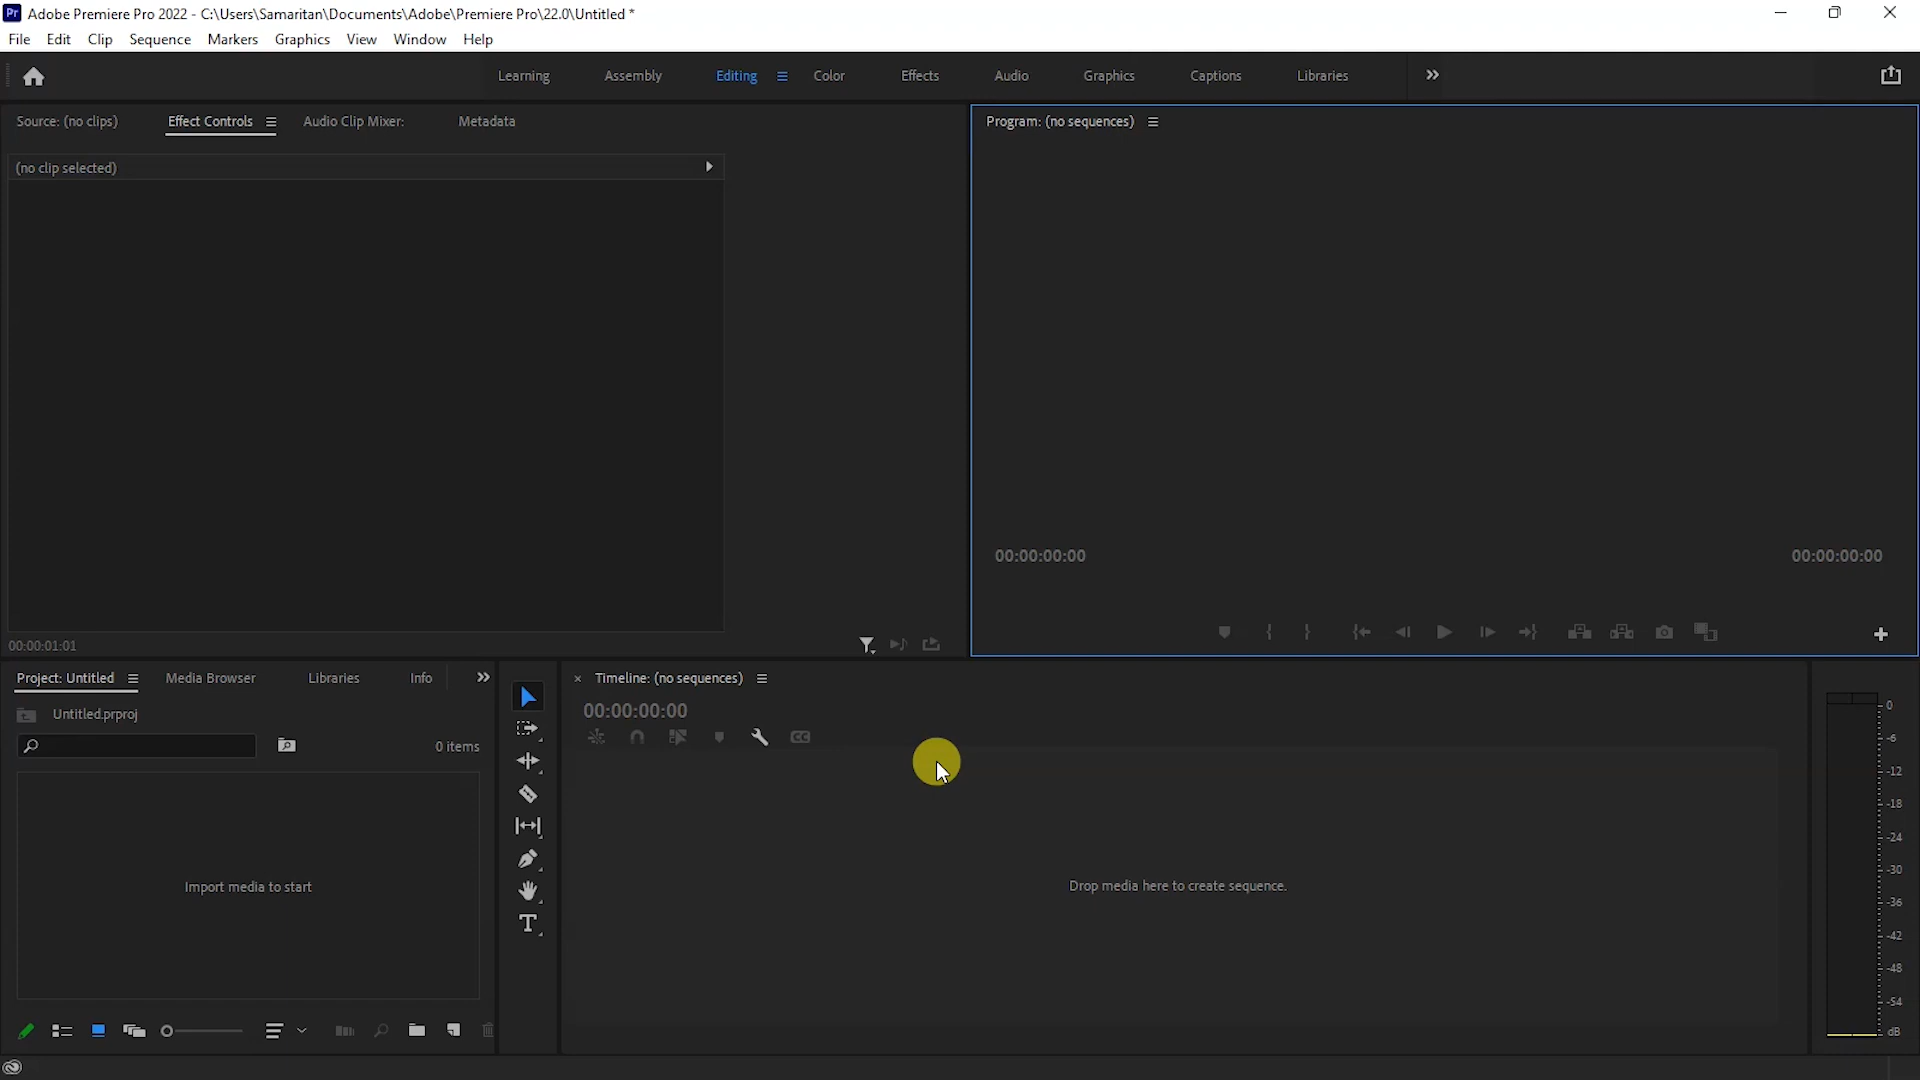 Pr Adobe Premiere Pro 2022 - C:\Users\Samaritan\Documents\Adobe\Premiere Pro\22.0\Untitled *
File Edit Clip Sequence Markers Graphics View Window Help
Learning Assembly Editing Color Effects Audio Graphics Captions Libraries
Source: (no clips) Effect Controls Audio Clip Mixer: Metadata
Program: (no sequences)
(no clip selected)
00:00:00:00 00:00:00:00
00:00:01:01
Project: Untitled Media Browser Libraries Info
Untitled.prproj
0 items
Import media to start
Timeline: (no sequences)
00:00:00:00
CC
Drop media here to create sequence.
T
0
-6
-12
-18
-24
-30
-36
-42
-48
-54
dB